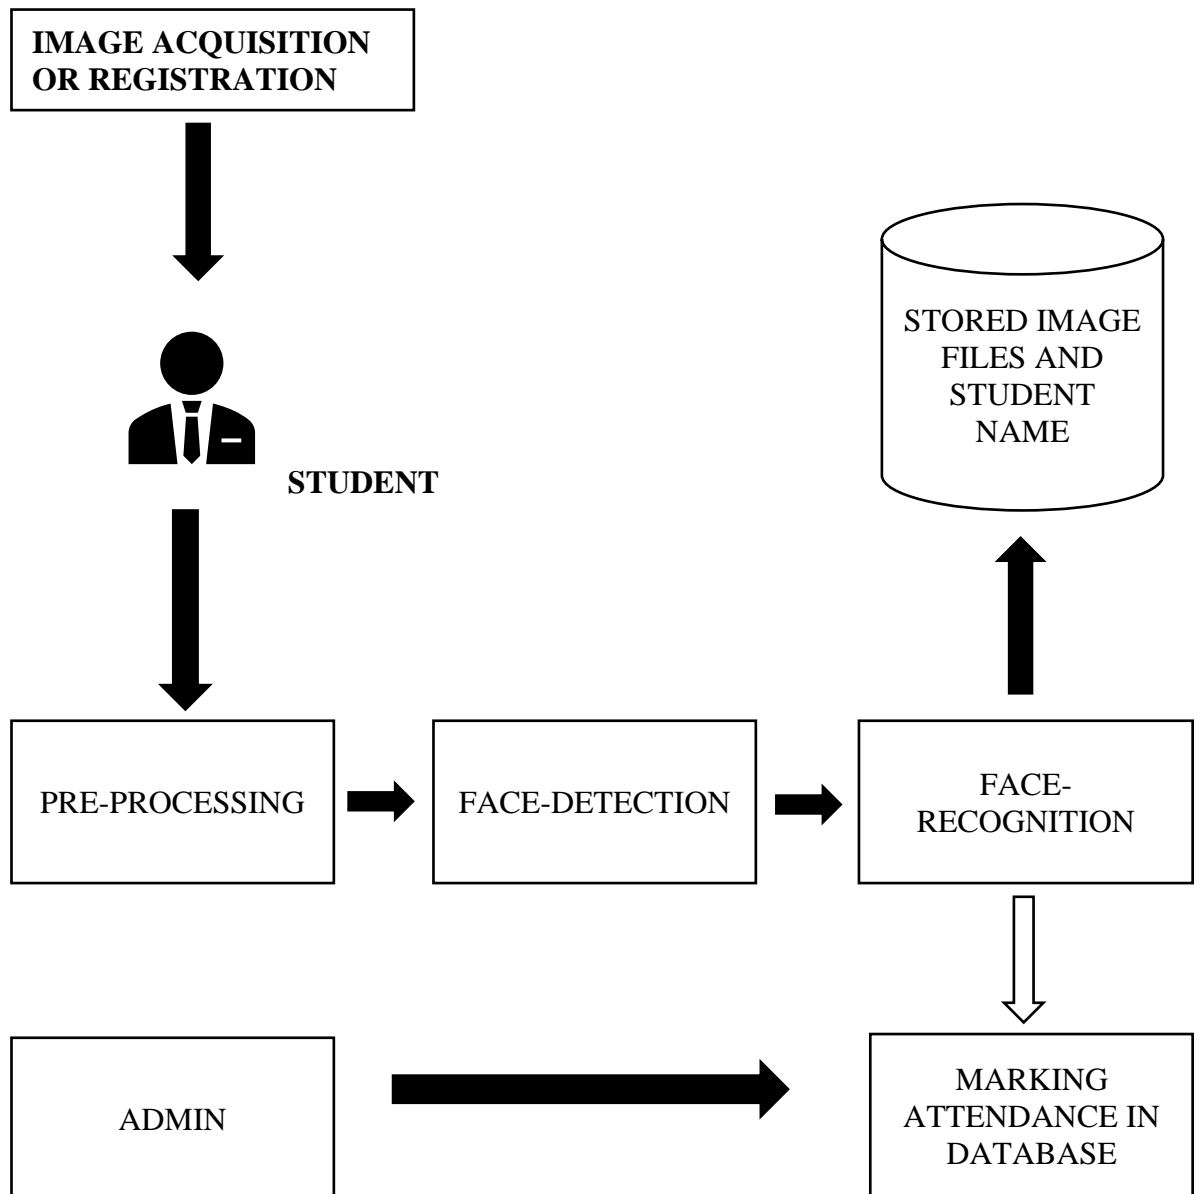 IMAGE ACQUISITION
OR REGISTRATION
STORED IMAGE
FILES AND
STUDENT
NAME
STUDENT
PRE-PROCESSING
FACE-DETECTION
FACE-
RECOGNITION
ADMIN
MARKING
ATTENDANCE IN
DATABASE